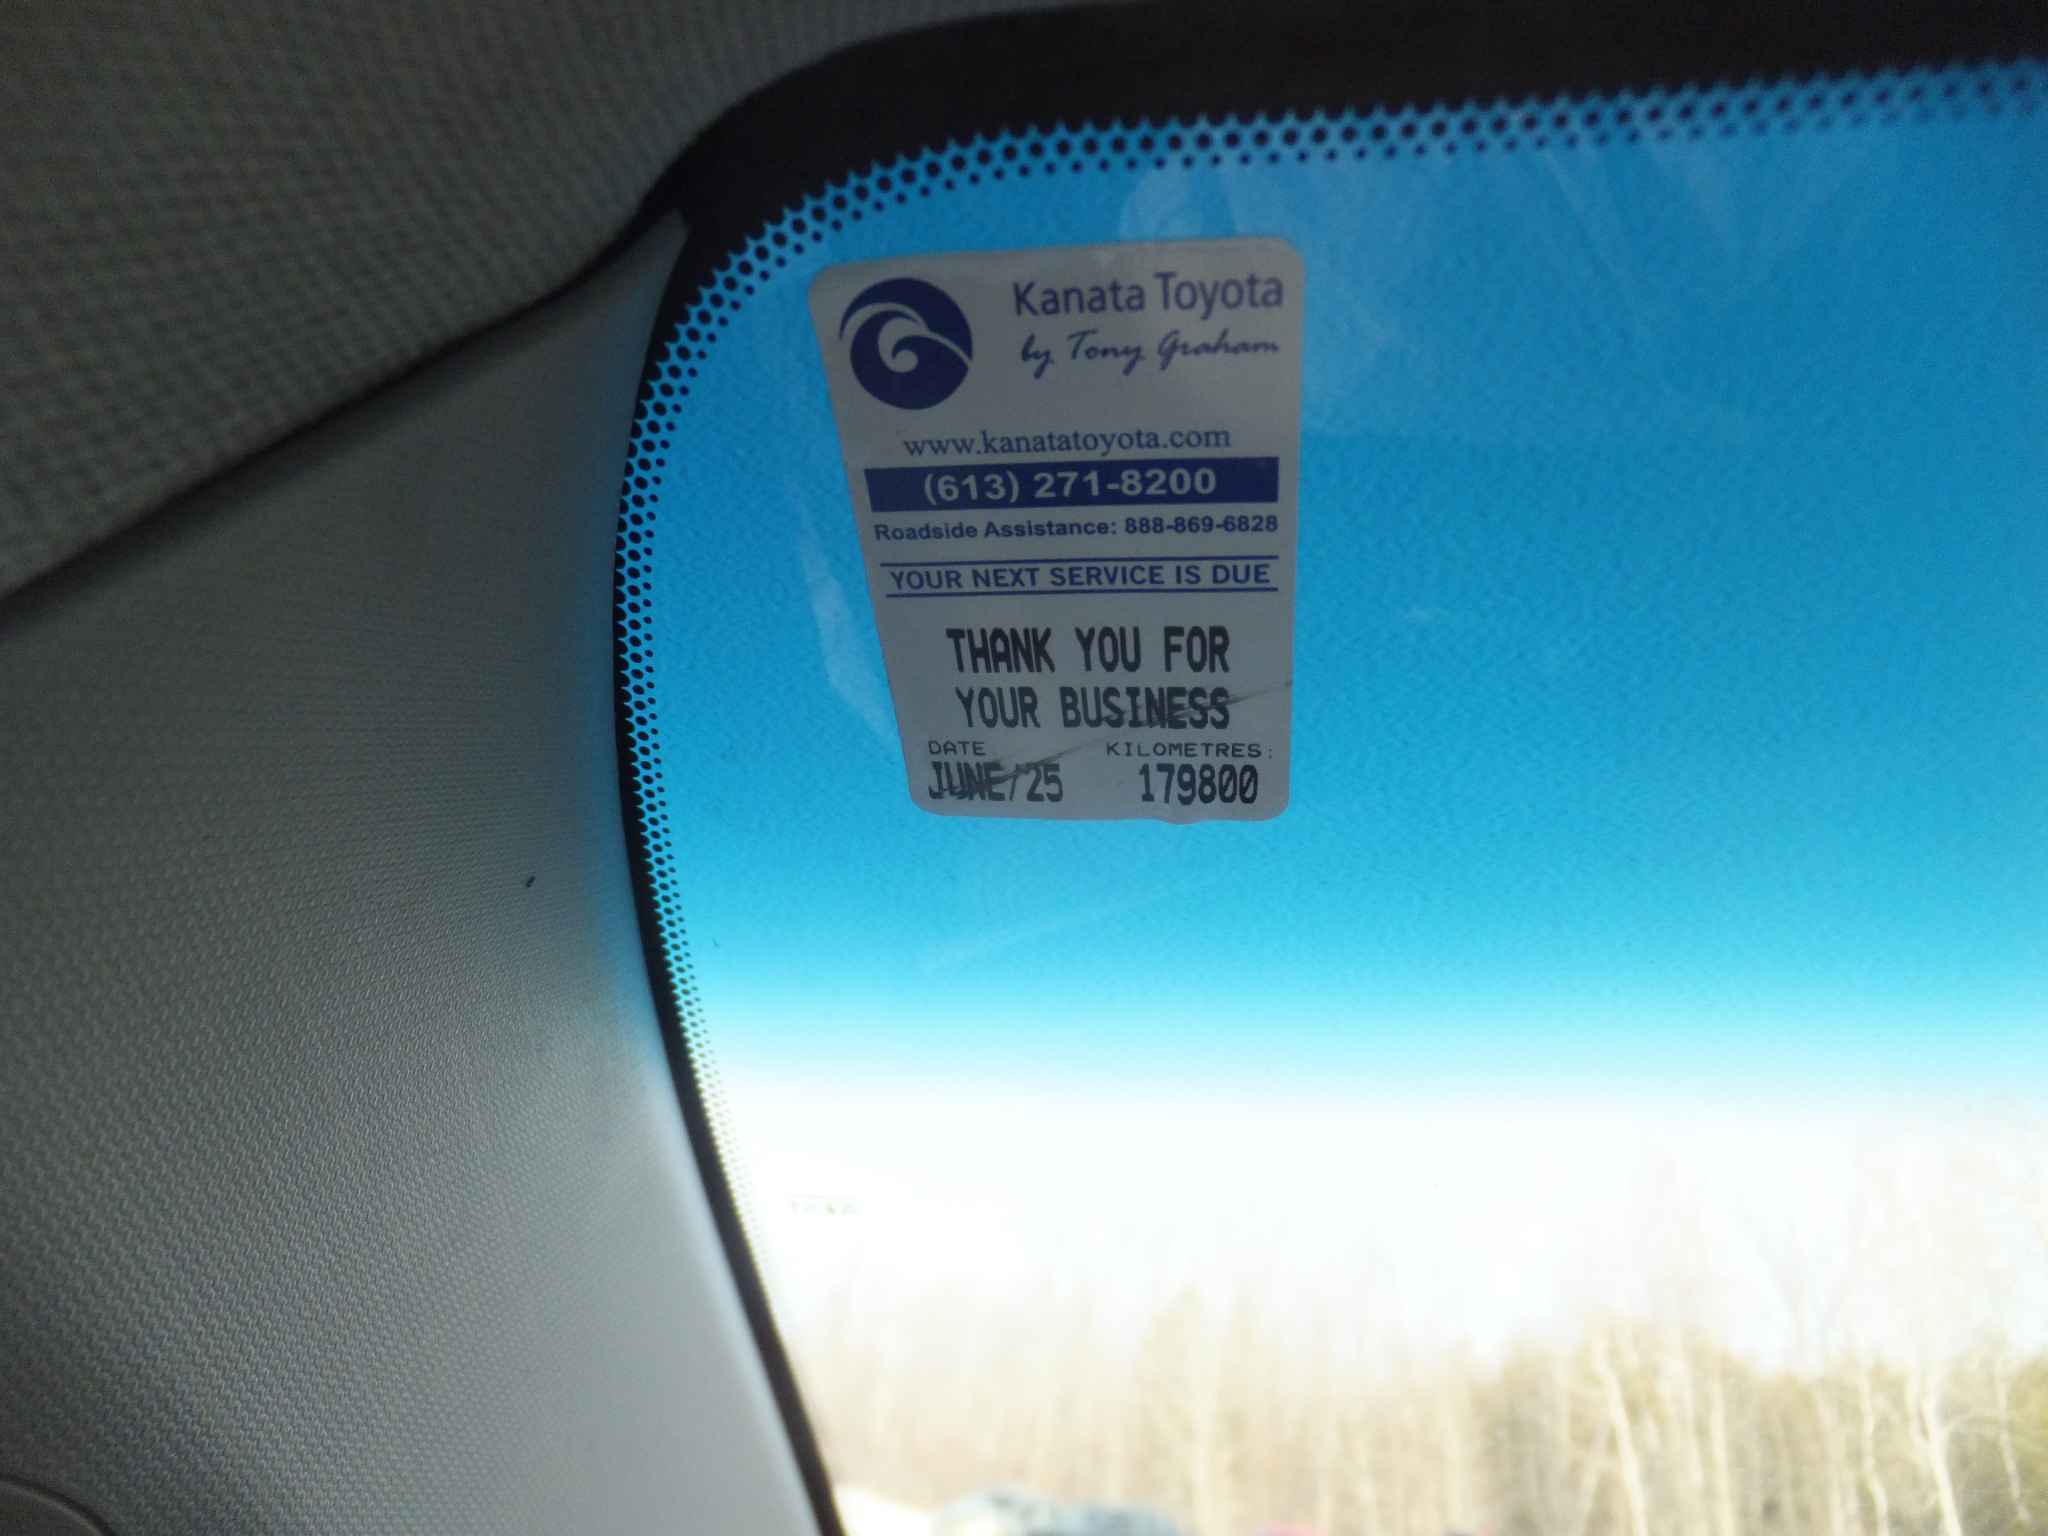 Kanata Toyota
by Tony Graham
www.kanatatoyota.com
(613) 271-8200
Roadside Assistance: 888-869-6828
YOUR NEXT SERVICE IS DUE
THANK YOU FOR
YOUR BUSINESS
DATE KILOMETRES:
JUNE/25 179800